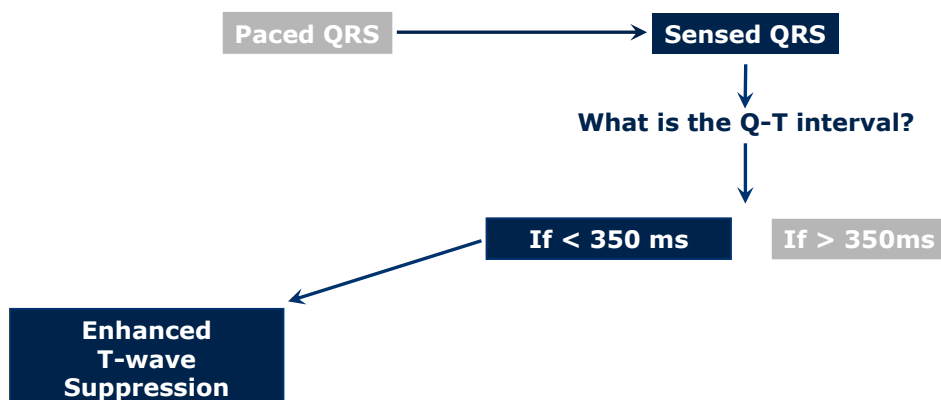 Paced QRS
Sensed QRS
What is the Q-T interval?
If < 350 ms
If > 350ms
Enhanced
T-wave
Suppression